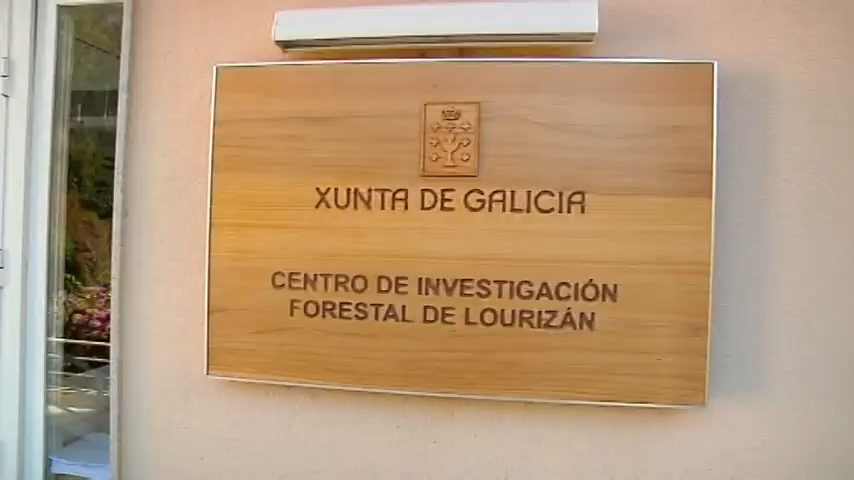 XUNTA DE GALICIA
CENTRO DE INVESTIGACIÓN
FORESTAL DE LOURIZÁN